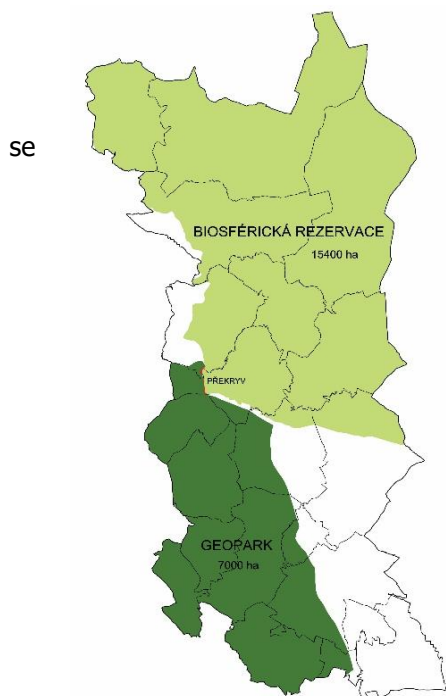 se
BIOSFÉRICKÁ REZERVACE
15400 ha
PŘEKRYV
GEOPARK
7000 ha